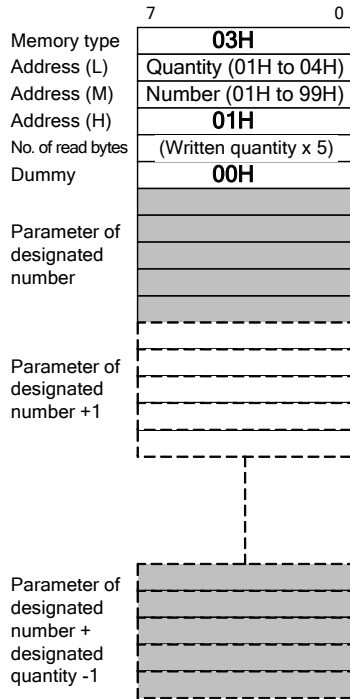 7 0
Memory type 03H
Address (L) Quantity (01H to 04H)
Address (M) Number (01H to 99H)
Address (H) 01H
No. of read bytes (Written quantity x 5)
Dummy 00H
Parameter of
designated
number
Parameter of
designated
number +1
Parameter of
designated
number +
designated
quantity -1